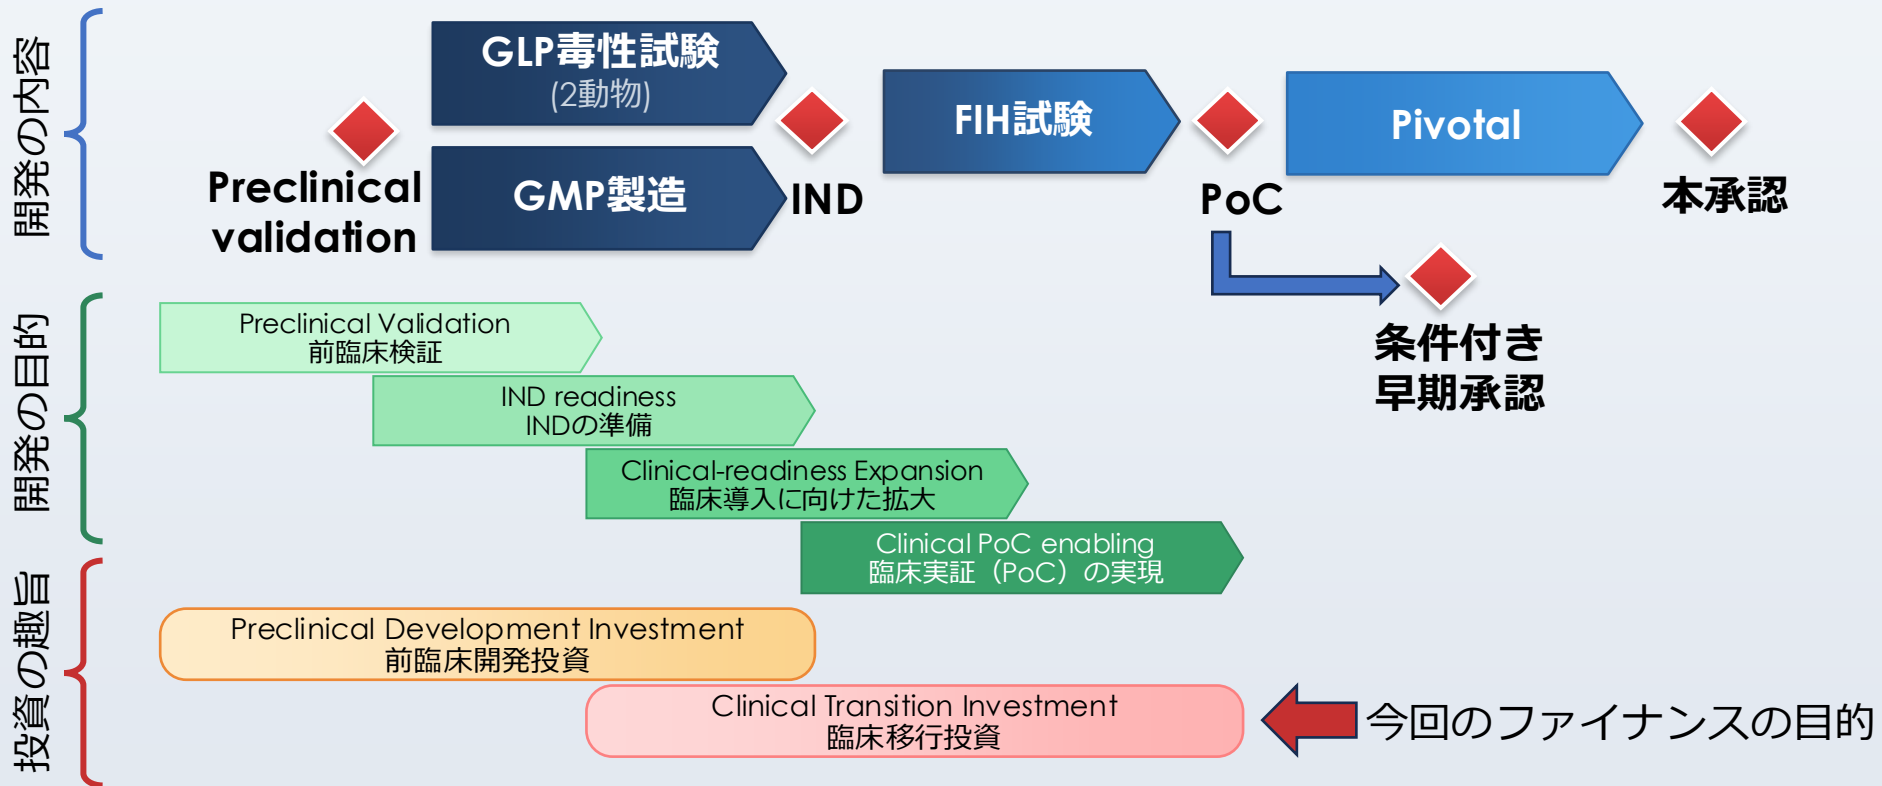 開発の内容
GLP毒性試験
(2動物)
GMP製造
Preclinical
validation
IND
FIH試験
PoC
Pivotal
本承認
条件付き
早期承認
開発の目的
Preclinical Validation
前臨床検証
IND readiness
INDの準備
Clinical-readiness Expansion
臨床導入に向けた拡大
Clinical PoC enabling
臨床実証（PoC）の実現
投資の趣旨
Preclinical Development Investment
前臨床開発投資
Clinical Transition Investment
臨床移行投資
今回のファイナンスの目的